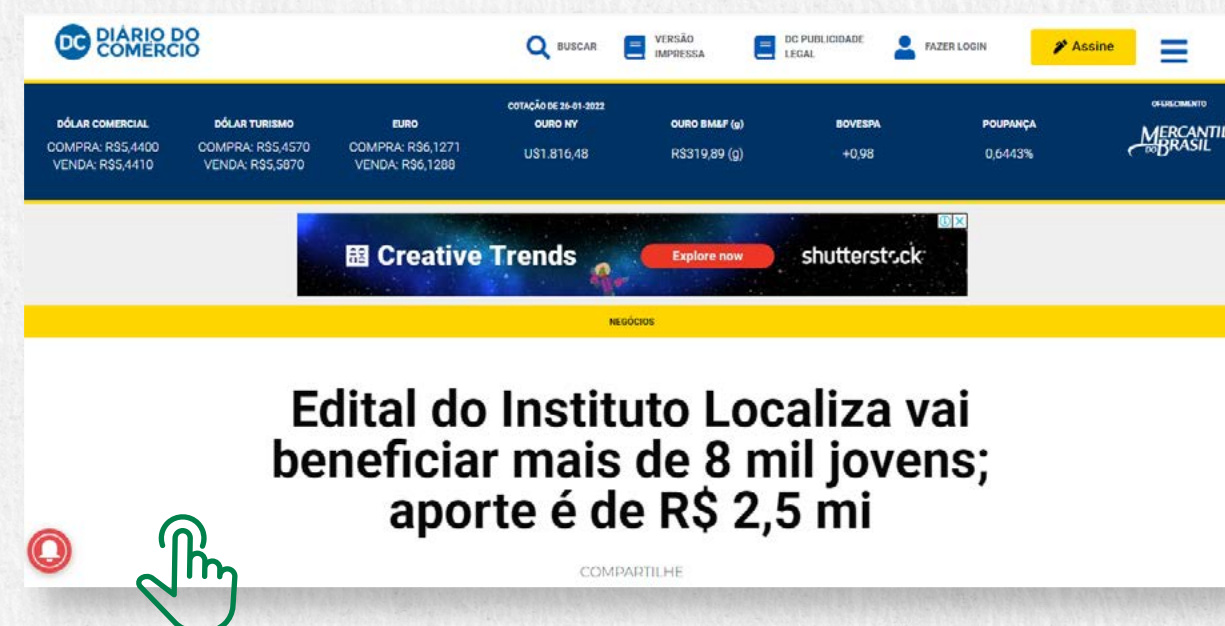 DC DIÁRIO DO
COMÉRCIO
BUSCAR
VERSÃO
IMPRESSA
DC PUBLICIDADE
LEGAL
FAZER LOGIN
Assine
COTAÇÃO DE 26-01-2022
OFERECIMENTO
DÓLAR COMERCIAL
COMPRA: R$5,4400
VENDA: R$5,4410
DÓLAR TURISMO
COMPRA: R$5,4570
VENDA: R$5,5870
EURO
COMPRA: R$6,1271
VENDA: R$6,1288
OURO NY
U$1.816,48
OURO BM&F (g)
R$319,89 (g)
BOVESPA
+0,98
POUPANÇA
0,6443%
MERCANTIL
DO BRASIL
Creative Trends
Explore now
shutterstock
NEGÓCIOS
Edital do Instituto Localiza vai
beneficiar mais de 8 mil jovens;
aporte é de R$ 2,5 mi
COMPARTILHE